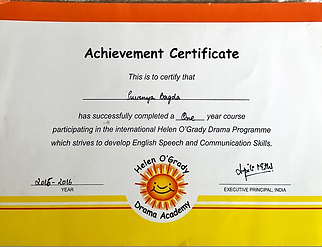 Achievement Certificate
This is to certify that
Suvenya Bagda
has successfully completed a One year course
participating in the international Helen O'Grady Drama Programme
which strives to develop English Speech and Communication Skills.
Helen O'Grady
Drama Academy
2015-2016
YEAR
EXECUTIVE PRINCIPAL, INDIA